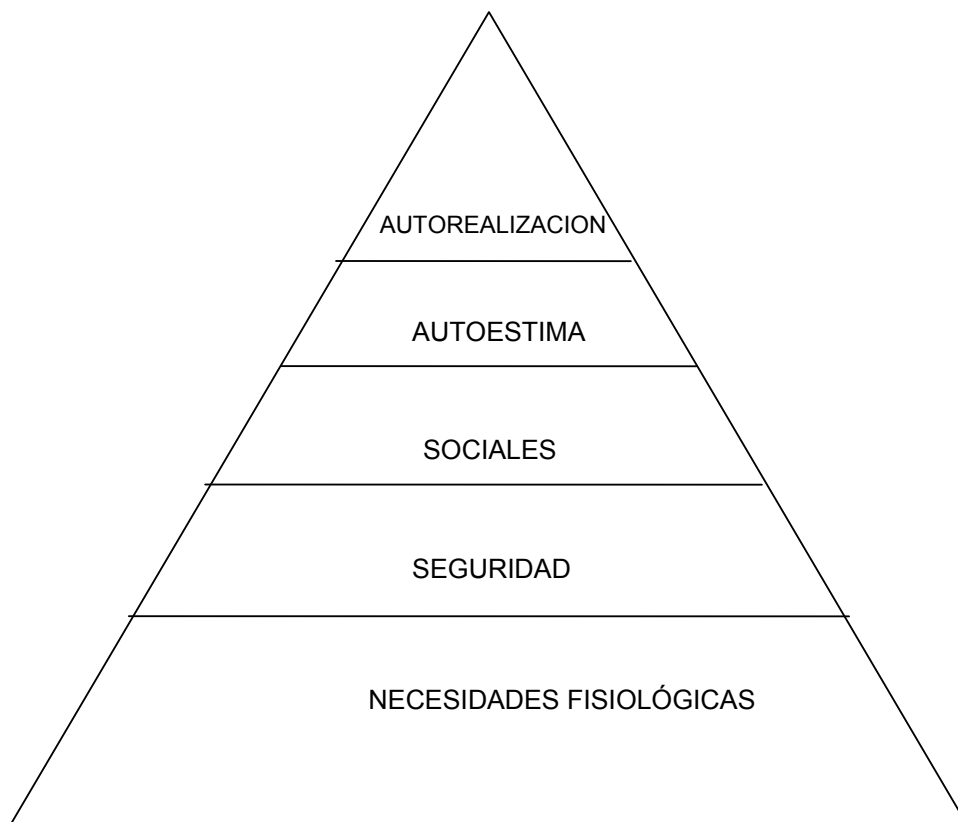 AUTOREALIZACION
AUTOESTIMA
SOCIALES
SEGURIDAD
NECESIDADES FISIOLÓGICAS